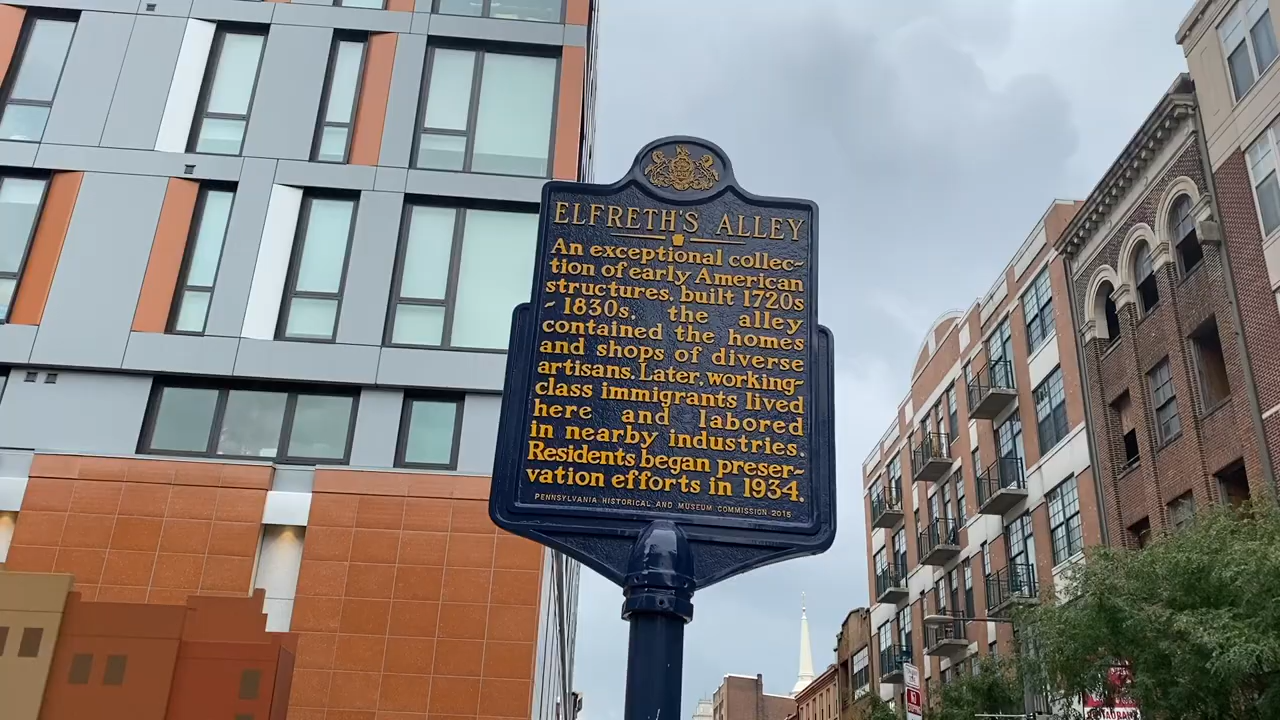 ELFRETH'S ALLEY
An exceptional collec-
tion of early American
structures, built 1720s
- 1830s, the alley
contained the homes
and shops of diverse
artisans. Later, working-
class immigrants lived
here and labored
in nearby industries.
Residents began preser-
vation efforts in 1934.
PENNSYLVANIA HISTORICAL AND MUSEUM COMMISSION 2015